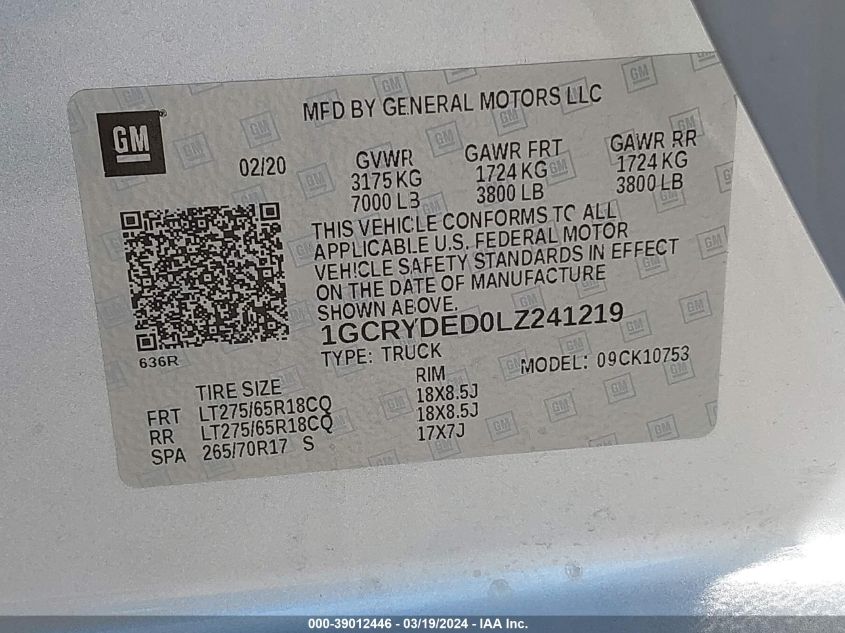 MFD BY GENERAL MOTORS LLC
GM
02/20 GVWR GAWR FRT GAWR RR
3175 KG 1724 KG 1724 KG
7000 LB 3800 LB 3800 LB
THIS VEHICLE CONFORMS TO ALL
APPLICABLE U.S. FEDERAL MOTOR
VEHICLE SAFETY STANDARDS IN EFFECT
ON THE DATE OF MANUFACTURE
SHOWN ABOVE.
1GCRYDED0LZ241219
636R TYPE: TRUCK MODEL: 09CK10753
TIRE SIZE RIM
FRT LT275/65R18CQ 18X8.5J
RR LT275/65R18CQ 18X8.5J
SPA 265/70R17 S 17X7J
000-39012446 - 03/19/2024 - IAA Inc.